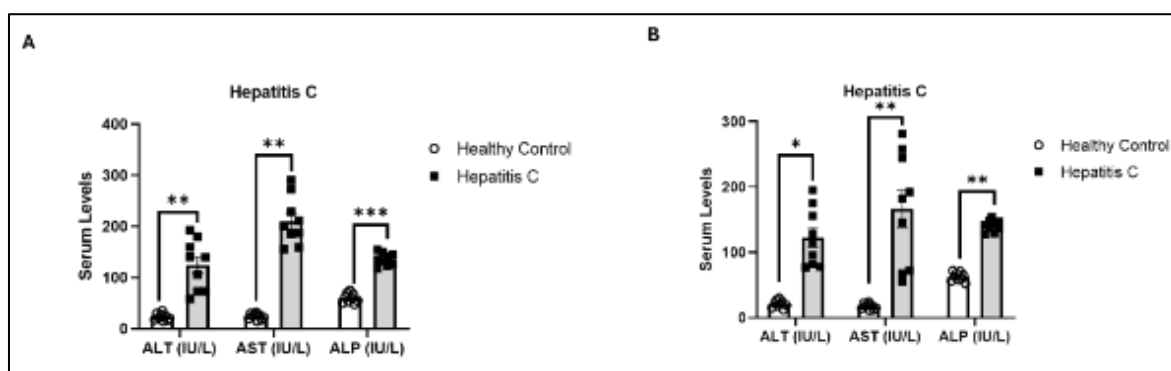 A
Hepatitis C
400
300
200
100
0
Serum Levels
**
**
***
ALT (IU/L) AST (IU/L) ALP (IU/L)
Healthy Control
Hepatitis C
B
Hepatitis C
300
200
100
0
Serum Levels
*
**
**
ALT (IU/L) AST (IU/L) ALP (IU/L)
Healthy Control
Hepatitis C